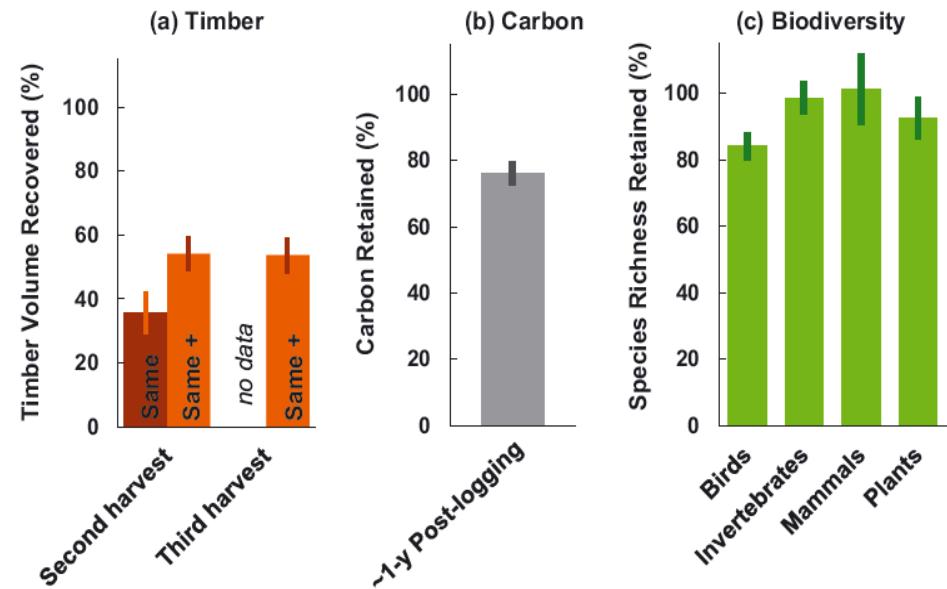 (a) Timber
Timber Volume Recovered (%)
100
80
60
40
20
0
Same
Same +
no data
Same +
Second harvest
Third harvest
(b) Carbon
Carbon Retained (%)
100
80
60
40
20
0
~1-y Post-logging
(c) Biodiversity
Species Richness Retained (%)
100
80
60
40
20
0
Birds
Invertebrates
Mammals
Plants